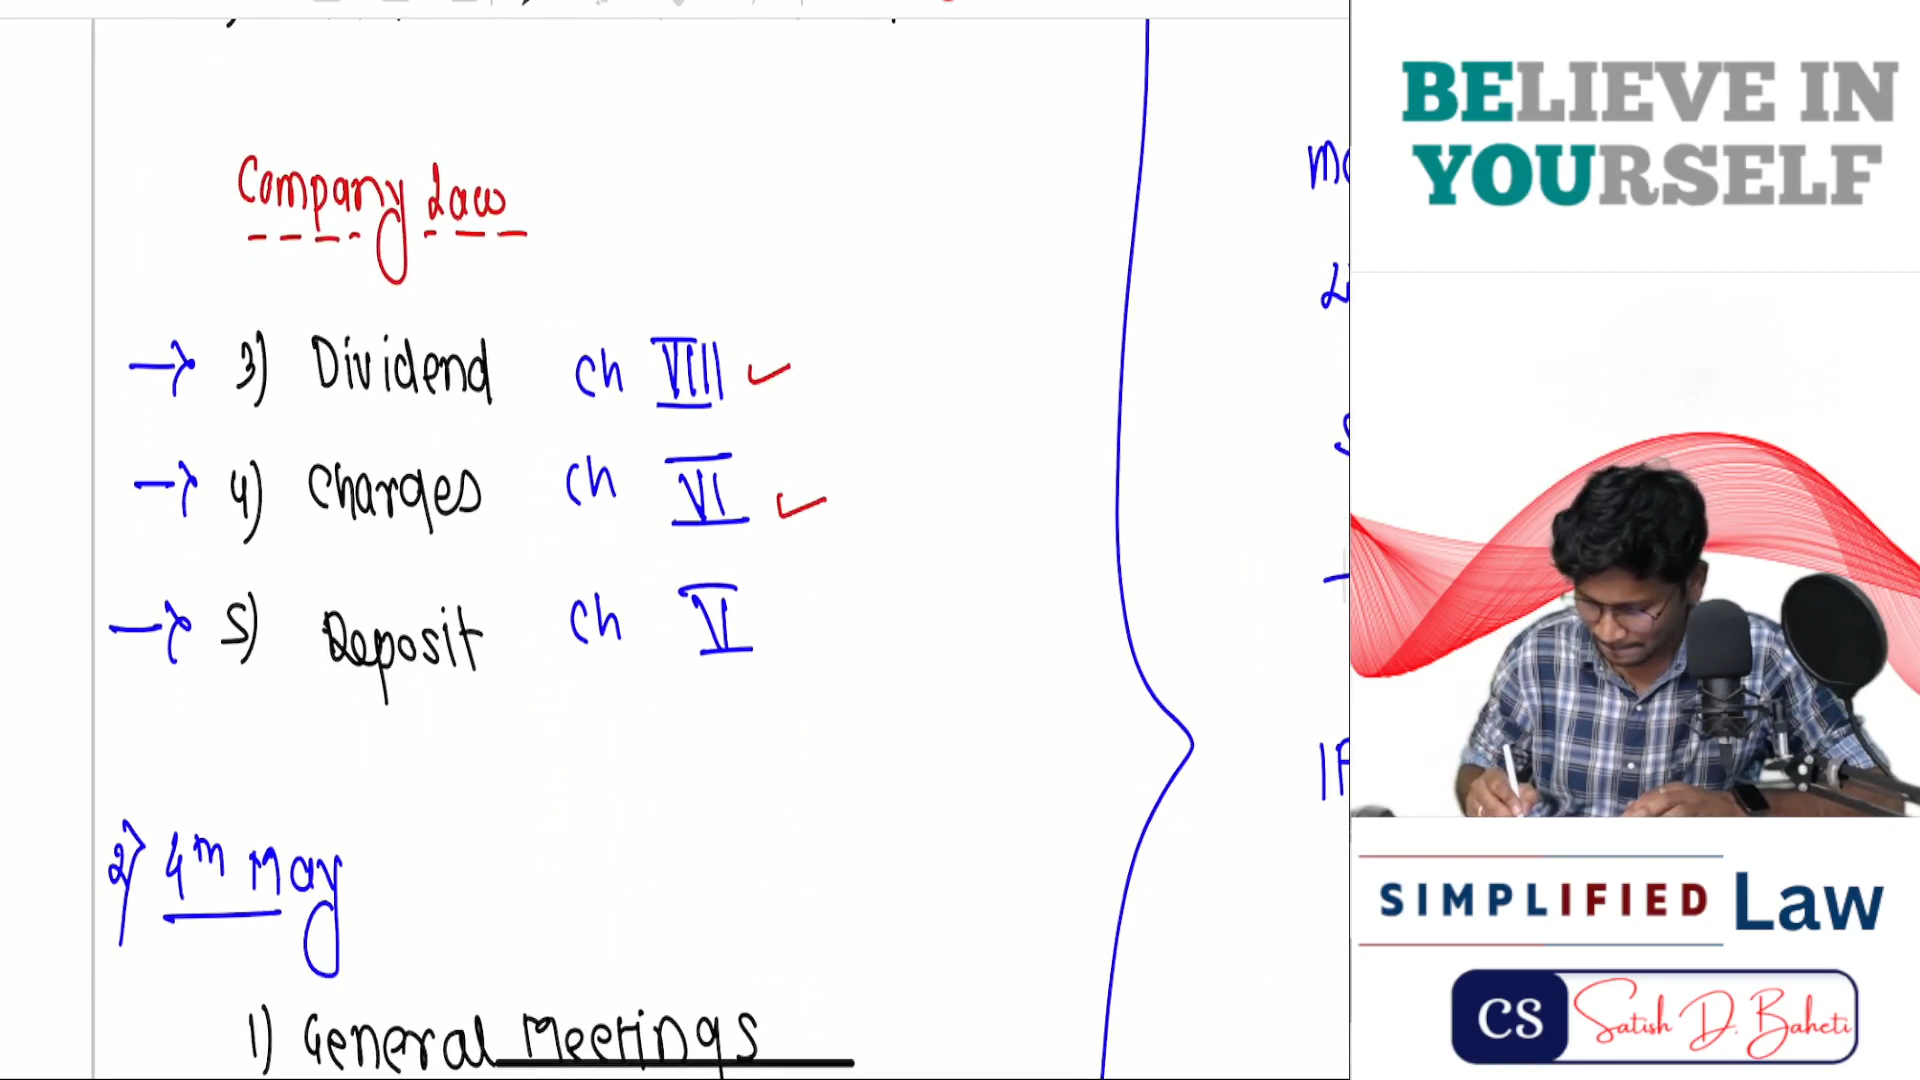 Company Law
→ 3) Dividend ch VIII ✓
→ 4) Charges ch VI ✓
→ 5) Deposit ch V
2) 4th May
1) General Meetings
BELIEVE IN
YOURSELF
SIMPLIFIED Law
CS Satish D. Baheti